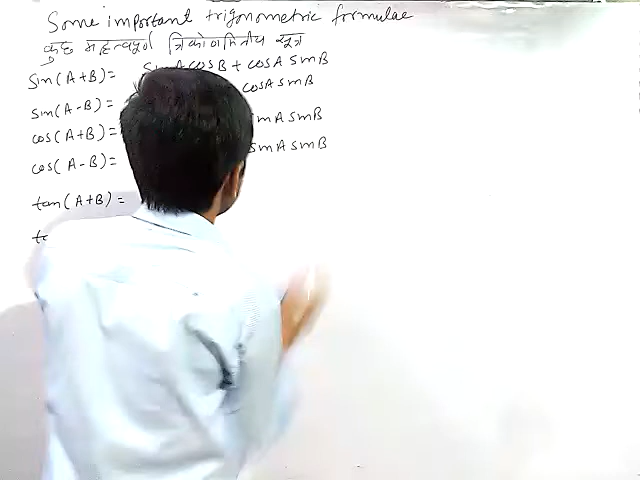 Some important trigonometric formulae
कुछ महत्वपूर्ण त्रिकोणमितीय सूत्र
Sin(A+B)= SinA cosB + cosA sinB
sin(A-B)= cosA sinB
cos(A+B)= sinA sinB
cos(A-B)= sinA sinB
tan(A+B)=